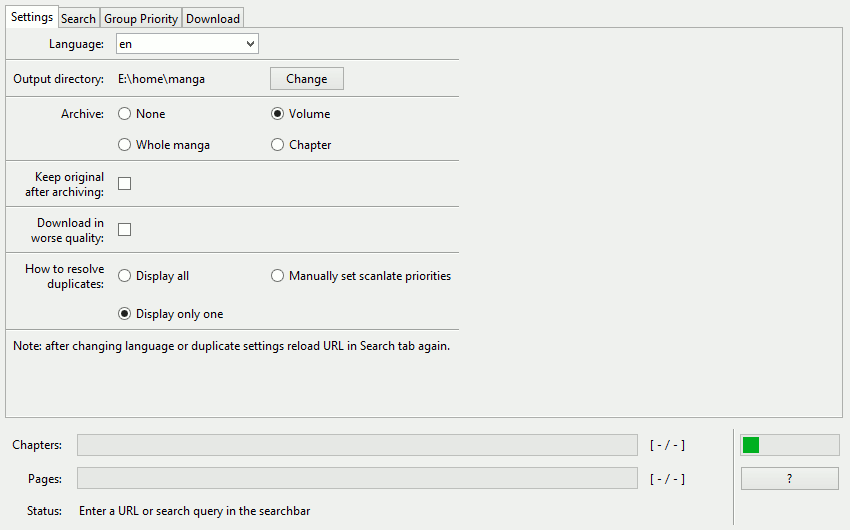 Settings Search Group Priority Download
Language: en
Output directory: E:\home\manga Change
Archive: None Volume
Whole manga Chapter
Keep original
after archiving:
Download in
worse quality:
How to resolve
duplicates: Display all Manually set scanlate priorities
Display only one
Note: after changing language or duplicate settings reload URL in Search tab again.
Chapters: [ - / - ]
Pages: [ - / - ] ?
Status: Enter a URL or search query in the searchbar